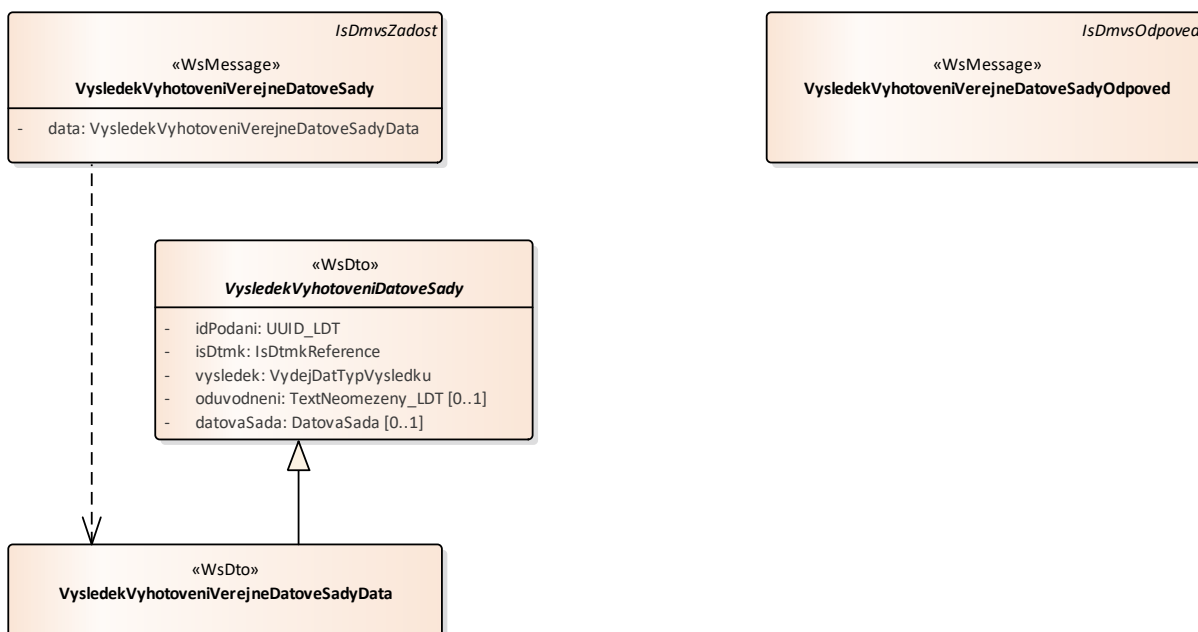 IsDmvsZadost
«WsMessage»
VysledekVyhotoveniVerejneDatoveSady
- data: VysledekVyhotoveniVerejneDatoveSadyData
IsDmvsOdpoved
«WsMessage»
VysledekVyhotoveniVerejneDatoveSadyOdpoved
«WsDto»
VysledekVyhotoveniDatoveSady
- idPodani: UUID_LDT
- isDtmk: IsDtmkReference
- vysledek: VydejDatTypVysledku
- oduvodneni: TextNeomezeny_LDT [0..1]
- datovaSada: DatovaSada [0..1]
«WsDto»
VysledekVyhotoveniVerejneDatoveSadyData